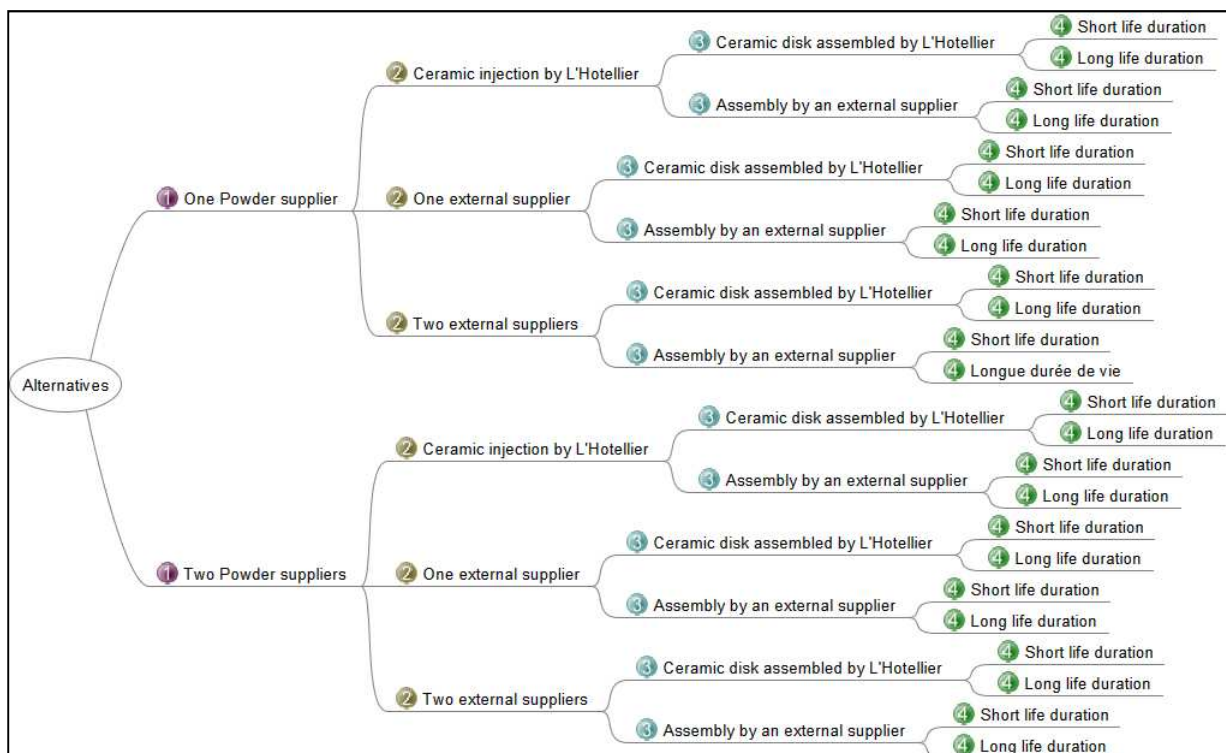 4 Short life duration
3 Ceramic disk assembled by L'Hotellier
4 Long life duration
2 Ceramic injection by L'Hotellier
4 Short life duration
3 Assembly by an external supplier
4 Long life duration
4 Short life duration
3 Ceramic disk assembled by L'Hotellier
4 Long life duration
1 One Powder supplier
2 One external supplier
4 Short life duration
3 Assembly by an external supplier
4 Long life duration
4 Short life duration
3 Ceramic disk assembled by L'Hotellier
4 Long life duration
2 Two external suppliers
4 Short life duration
3 Assembly by an external supplier
4 Longue durée de vie
Alternatives
4 Short life duration
3 Ceramic disk assembled by L'Hotellier
4 Long life duration
2 Ceramic injection by L'Hotellier
4 Short life duration
3 Assembly by an external supplier
4 Long life duration
4 Short life duration
3 Ceramic disk assembled by L'Hotellier
4 Long life duration
1 Two Powder suppliers
2 One external supplier
4 Short life duration
3 Assembly by an external supplier
4 Long life duration
4 Short life duration
3 Ceramic disk assembled by L'Hotellier
4 Long life duration
2 Two external suppliers
4 Short life duration
3 Assembly by an external supplier
4 Long life duration